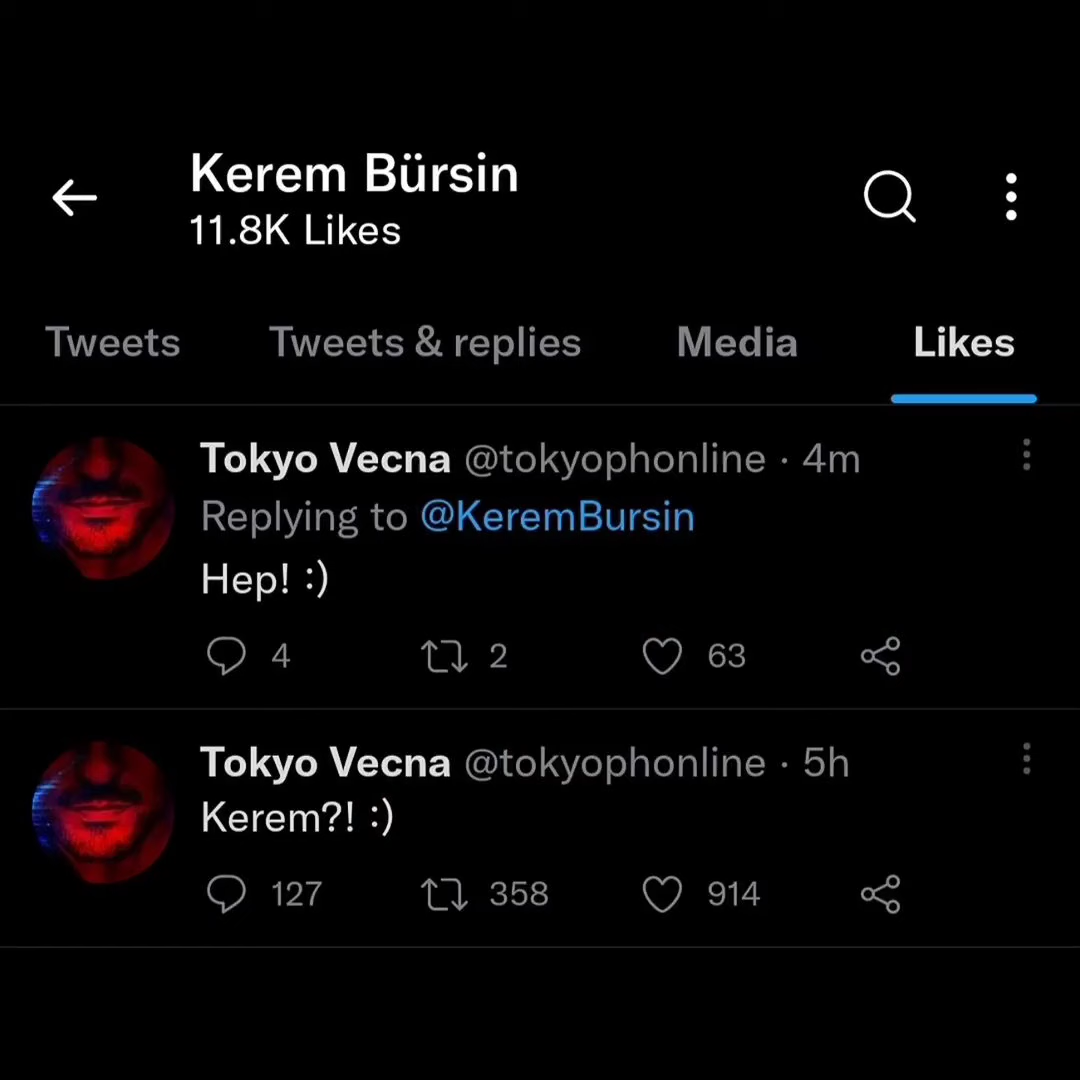 Kerem Bürsin
11.8K Likes
Tweets Tweets & replies Media Likes
Tokyo Vecna @tokyophonline · 4m
Replying to @KeremBursin
Hep! :)
4 2 63
Tokyo Vecna @tokyophonline · 5h
Kerem?! :)
127 358 914